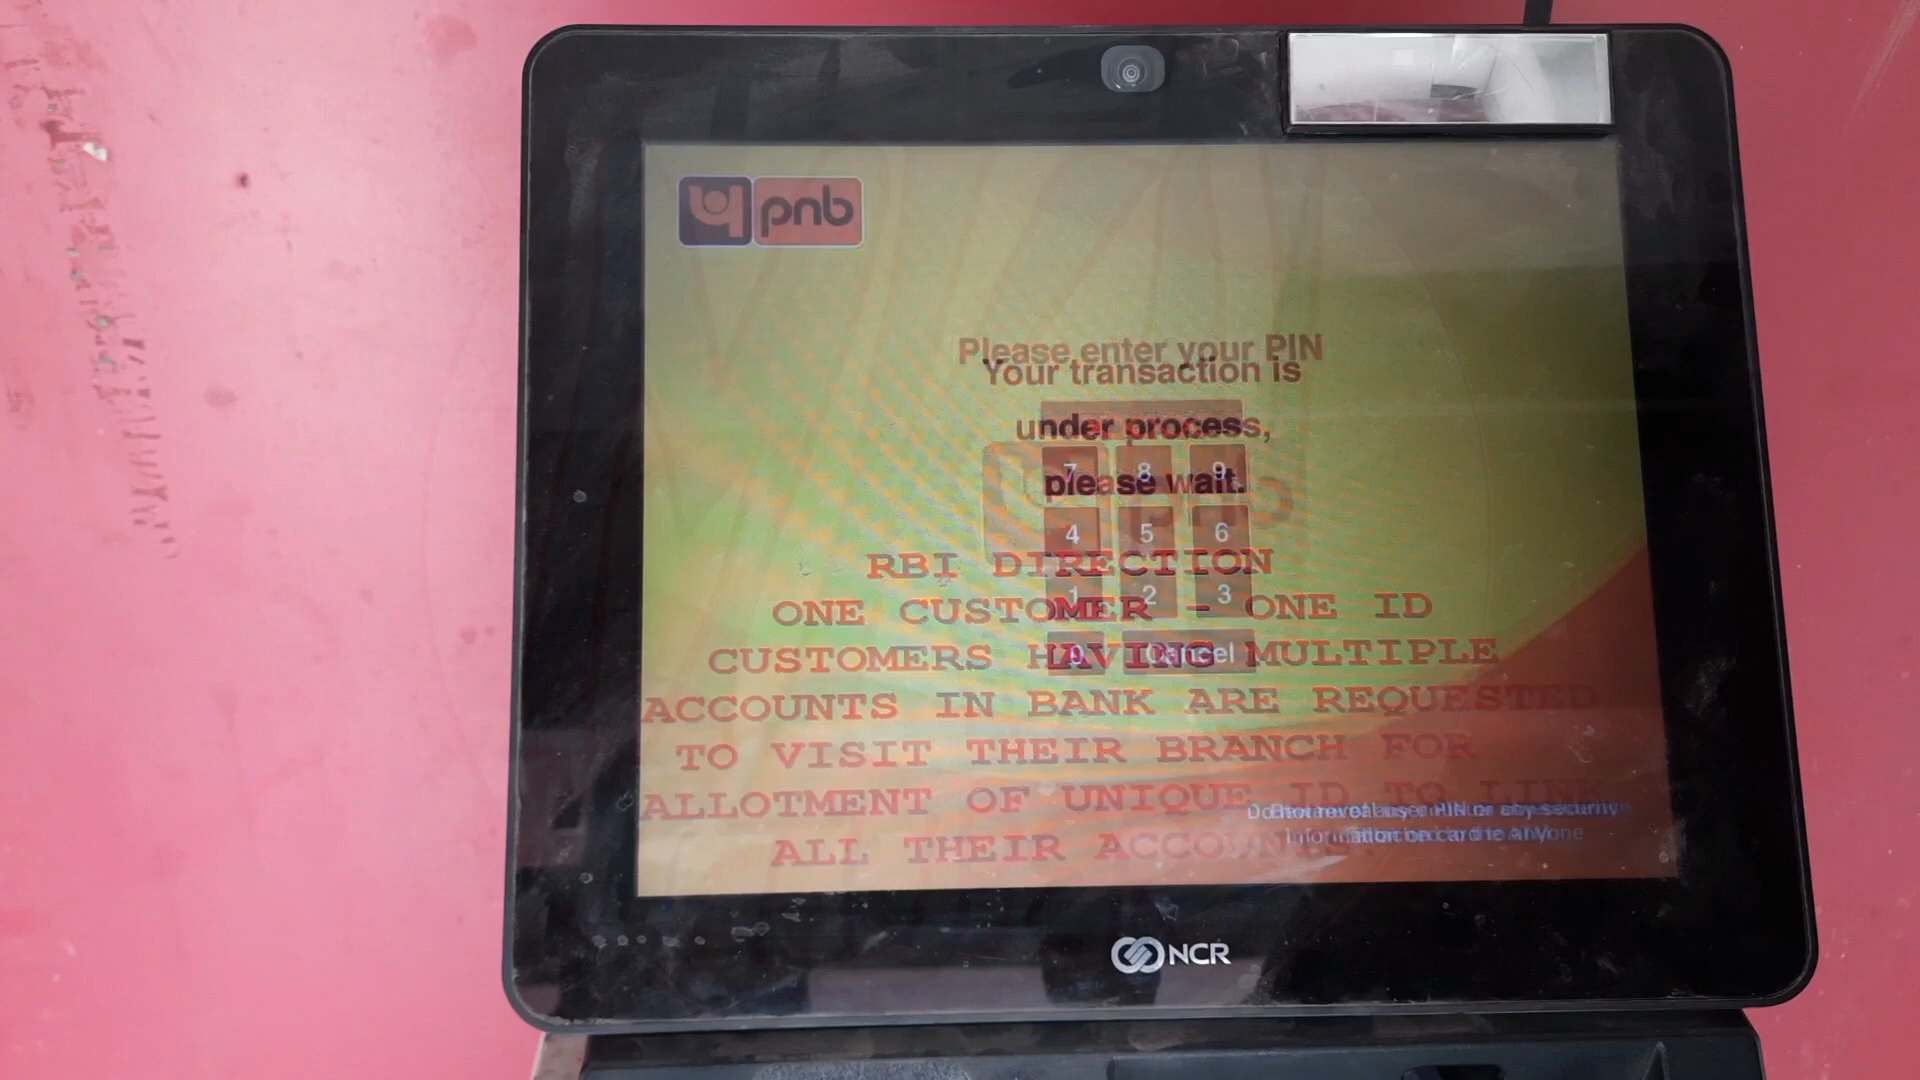 pnb
Please enter your PIN
Your transaction is
under process,
7 8 9
please wait.
4 5 6
RBI DIRECTION
1 2 3
ONE CUSTOMER - ONE ID
Cancel
CUSTOMERS HAVING MULTIPLE
ACCOUNTS IN BANK ARE REQUESTED
TO VISIT THEIR BRANCH FOR
ALLOTMENT OF UNIQUE ID TO LINK
ALL THEIR ACCOUNTS
NCR